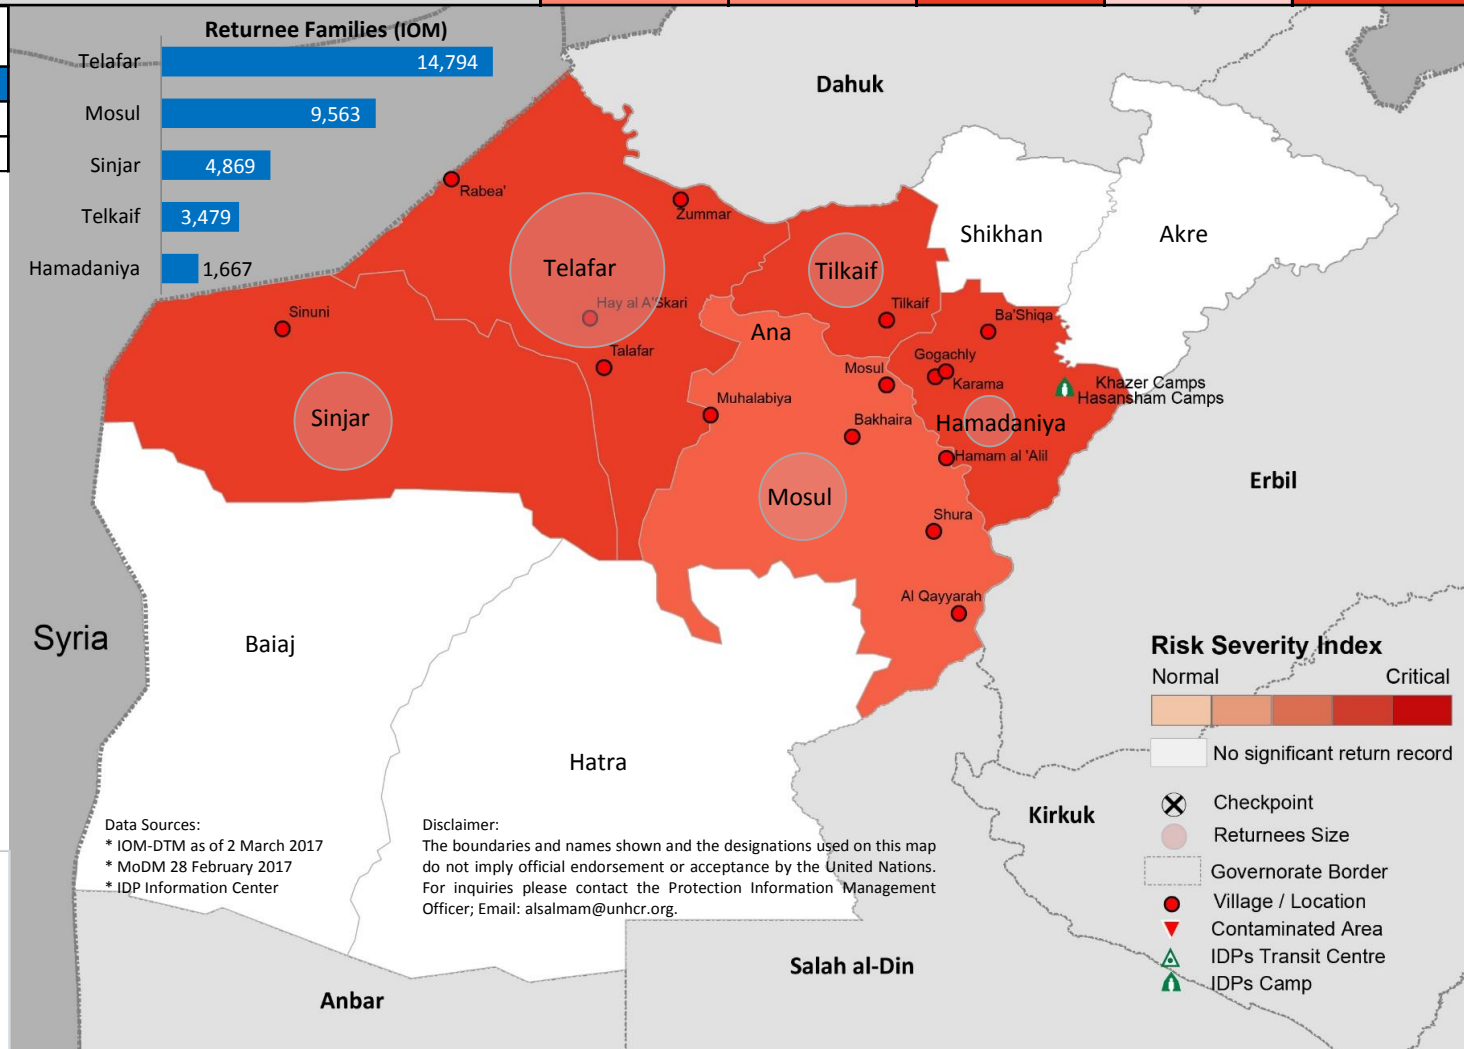 Returnee Families (IOM)
Telafar 14,794
Mosul 9,563
Sinjar 4,869
Telkaif 3,479
Hamadaniya 1,667
Dahuk
Rabea'
Zummar
Shikhan
Akre
Telafar
Tilkaif
Hay al A'Skari
Sinuni
Tilkaif
Ba'Shiqa
Ana
Talafar
Gogachly
Mosul
Karama
Khazer Camps
Hasansham Camps
Muhalabiya
Sinjar
Bakhaira
Hamadaniya
Hamam al 'Alil
Erbil
Mosul
Shura
Al Qayyarah
Syria
Baiaj
Hatra
Kirkuk
Salah al-Din
Anbar
Risk Severity Index
Normal Critical
No significant return record
Checkpoint
Returnees Size
Governorate Border
Village / Location
Contaminated Area
IDPs Transit Centre
IDPs Camp
Data Sources:
* IOM-DTM as of 2 March 2017
* MoDM 28 February 2017
* IDP Information Center
Disclaimer:
The boundaries and names shown and the designations used on this map
do not imply official endorsement or acceptance by the United Nations.
For inquiries please contact the Protection Information Management
Officer; Email: alsalmam@unhcr.org.